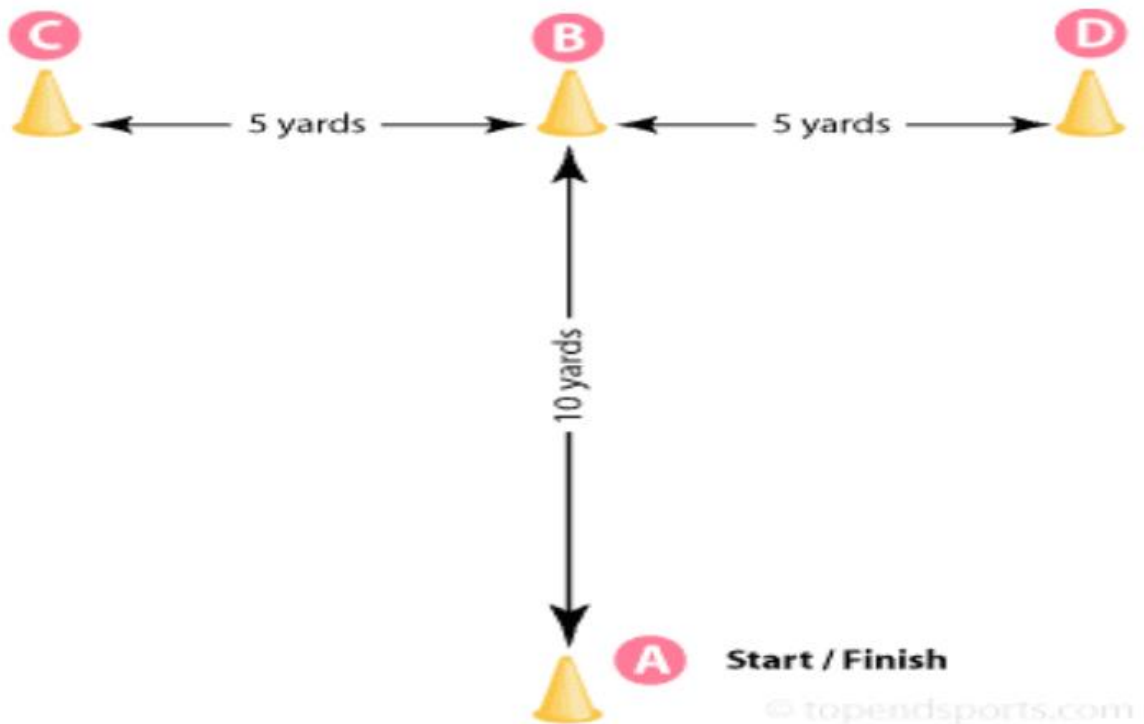 C B D
5 yards 5 yards
10 yards
A Start / Finish
© topendsports.com